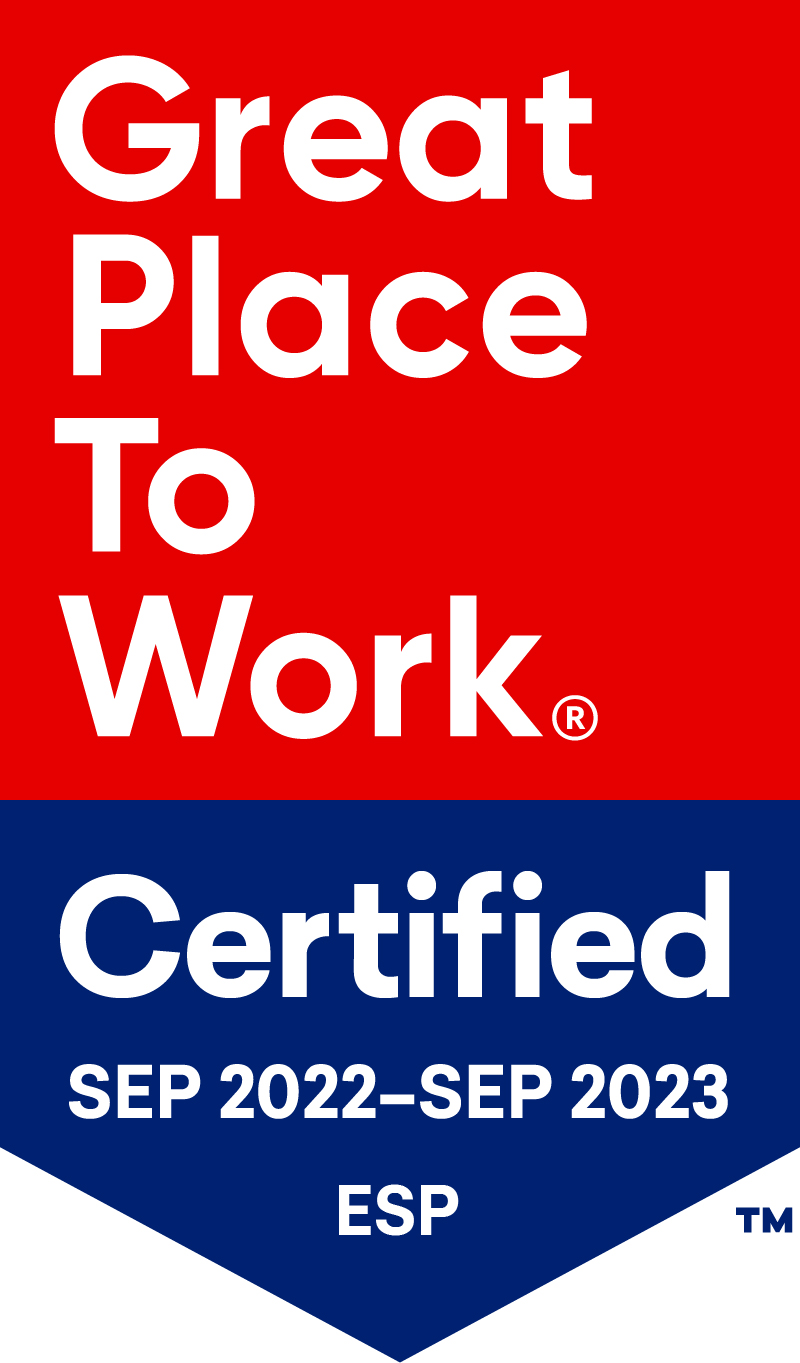 Great
Place
To
Work®
Certified
SEP 2022–SEP 2023
ESP
TM